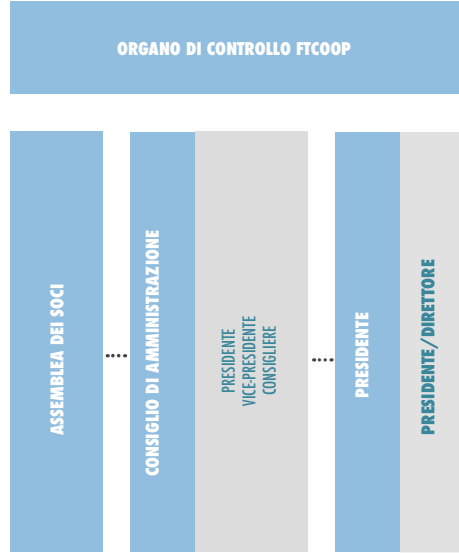 ORGANO DI CONTROLLO FTCOOP
ASSEMBLEA DEI SOCI
CONSIGLIO DI AMMINISTRAZIONE
PRESIDENTE
VICE-PRESIDENTE
CONSIGLIERE
PRESIDENTE
PRESIDENTE/DIRETTORE